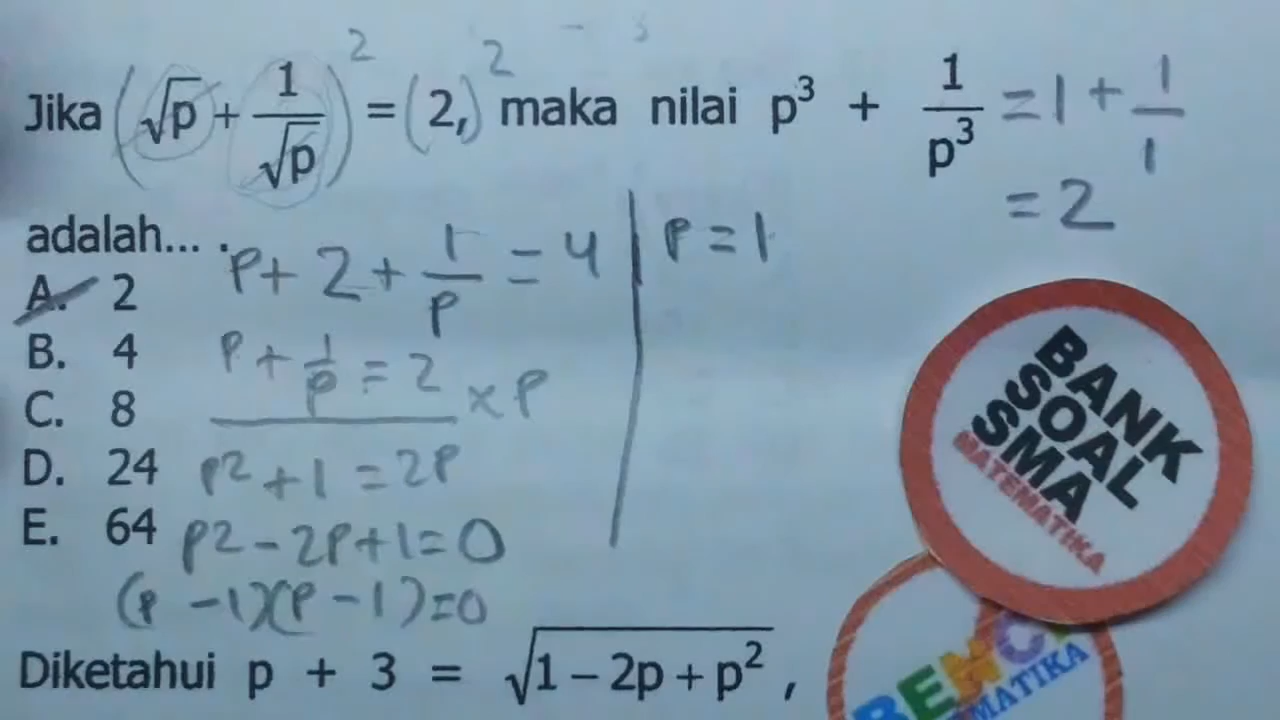 Jika (√p + 1/√p)² = (2,)² maka nilai p³ + 1/p³ = 1 + 1/1
= 2
adalah... .
p + 2 + 1/p = 4 | p = 1
A. 2
B. 4
p + 1/p = 2 × p
C. 8
D. 24
p² + 1 = 2p
E. 64
p² - 2p + 1 = 0
(p - 1)(p - 1) = 0
Diketahui p + 3 = √1 – 2p + p² ,
BANK
SOAL
SMA
MATEMATIKA